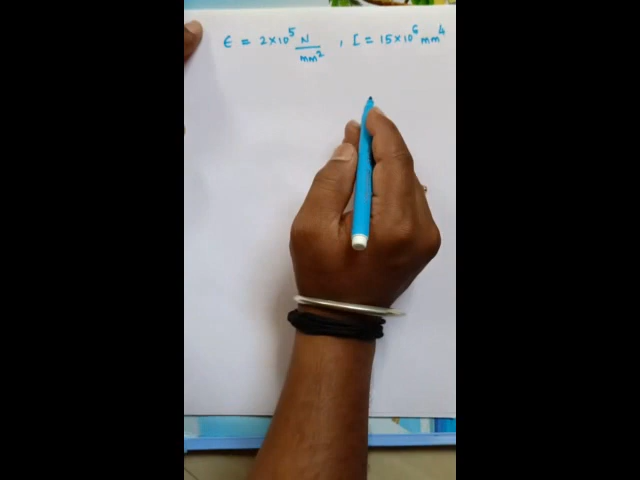 E = 2×10⁵ N/mm² , I = 15×10⁶ mm⁴